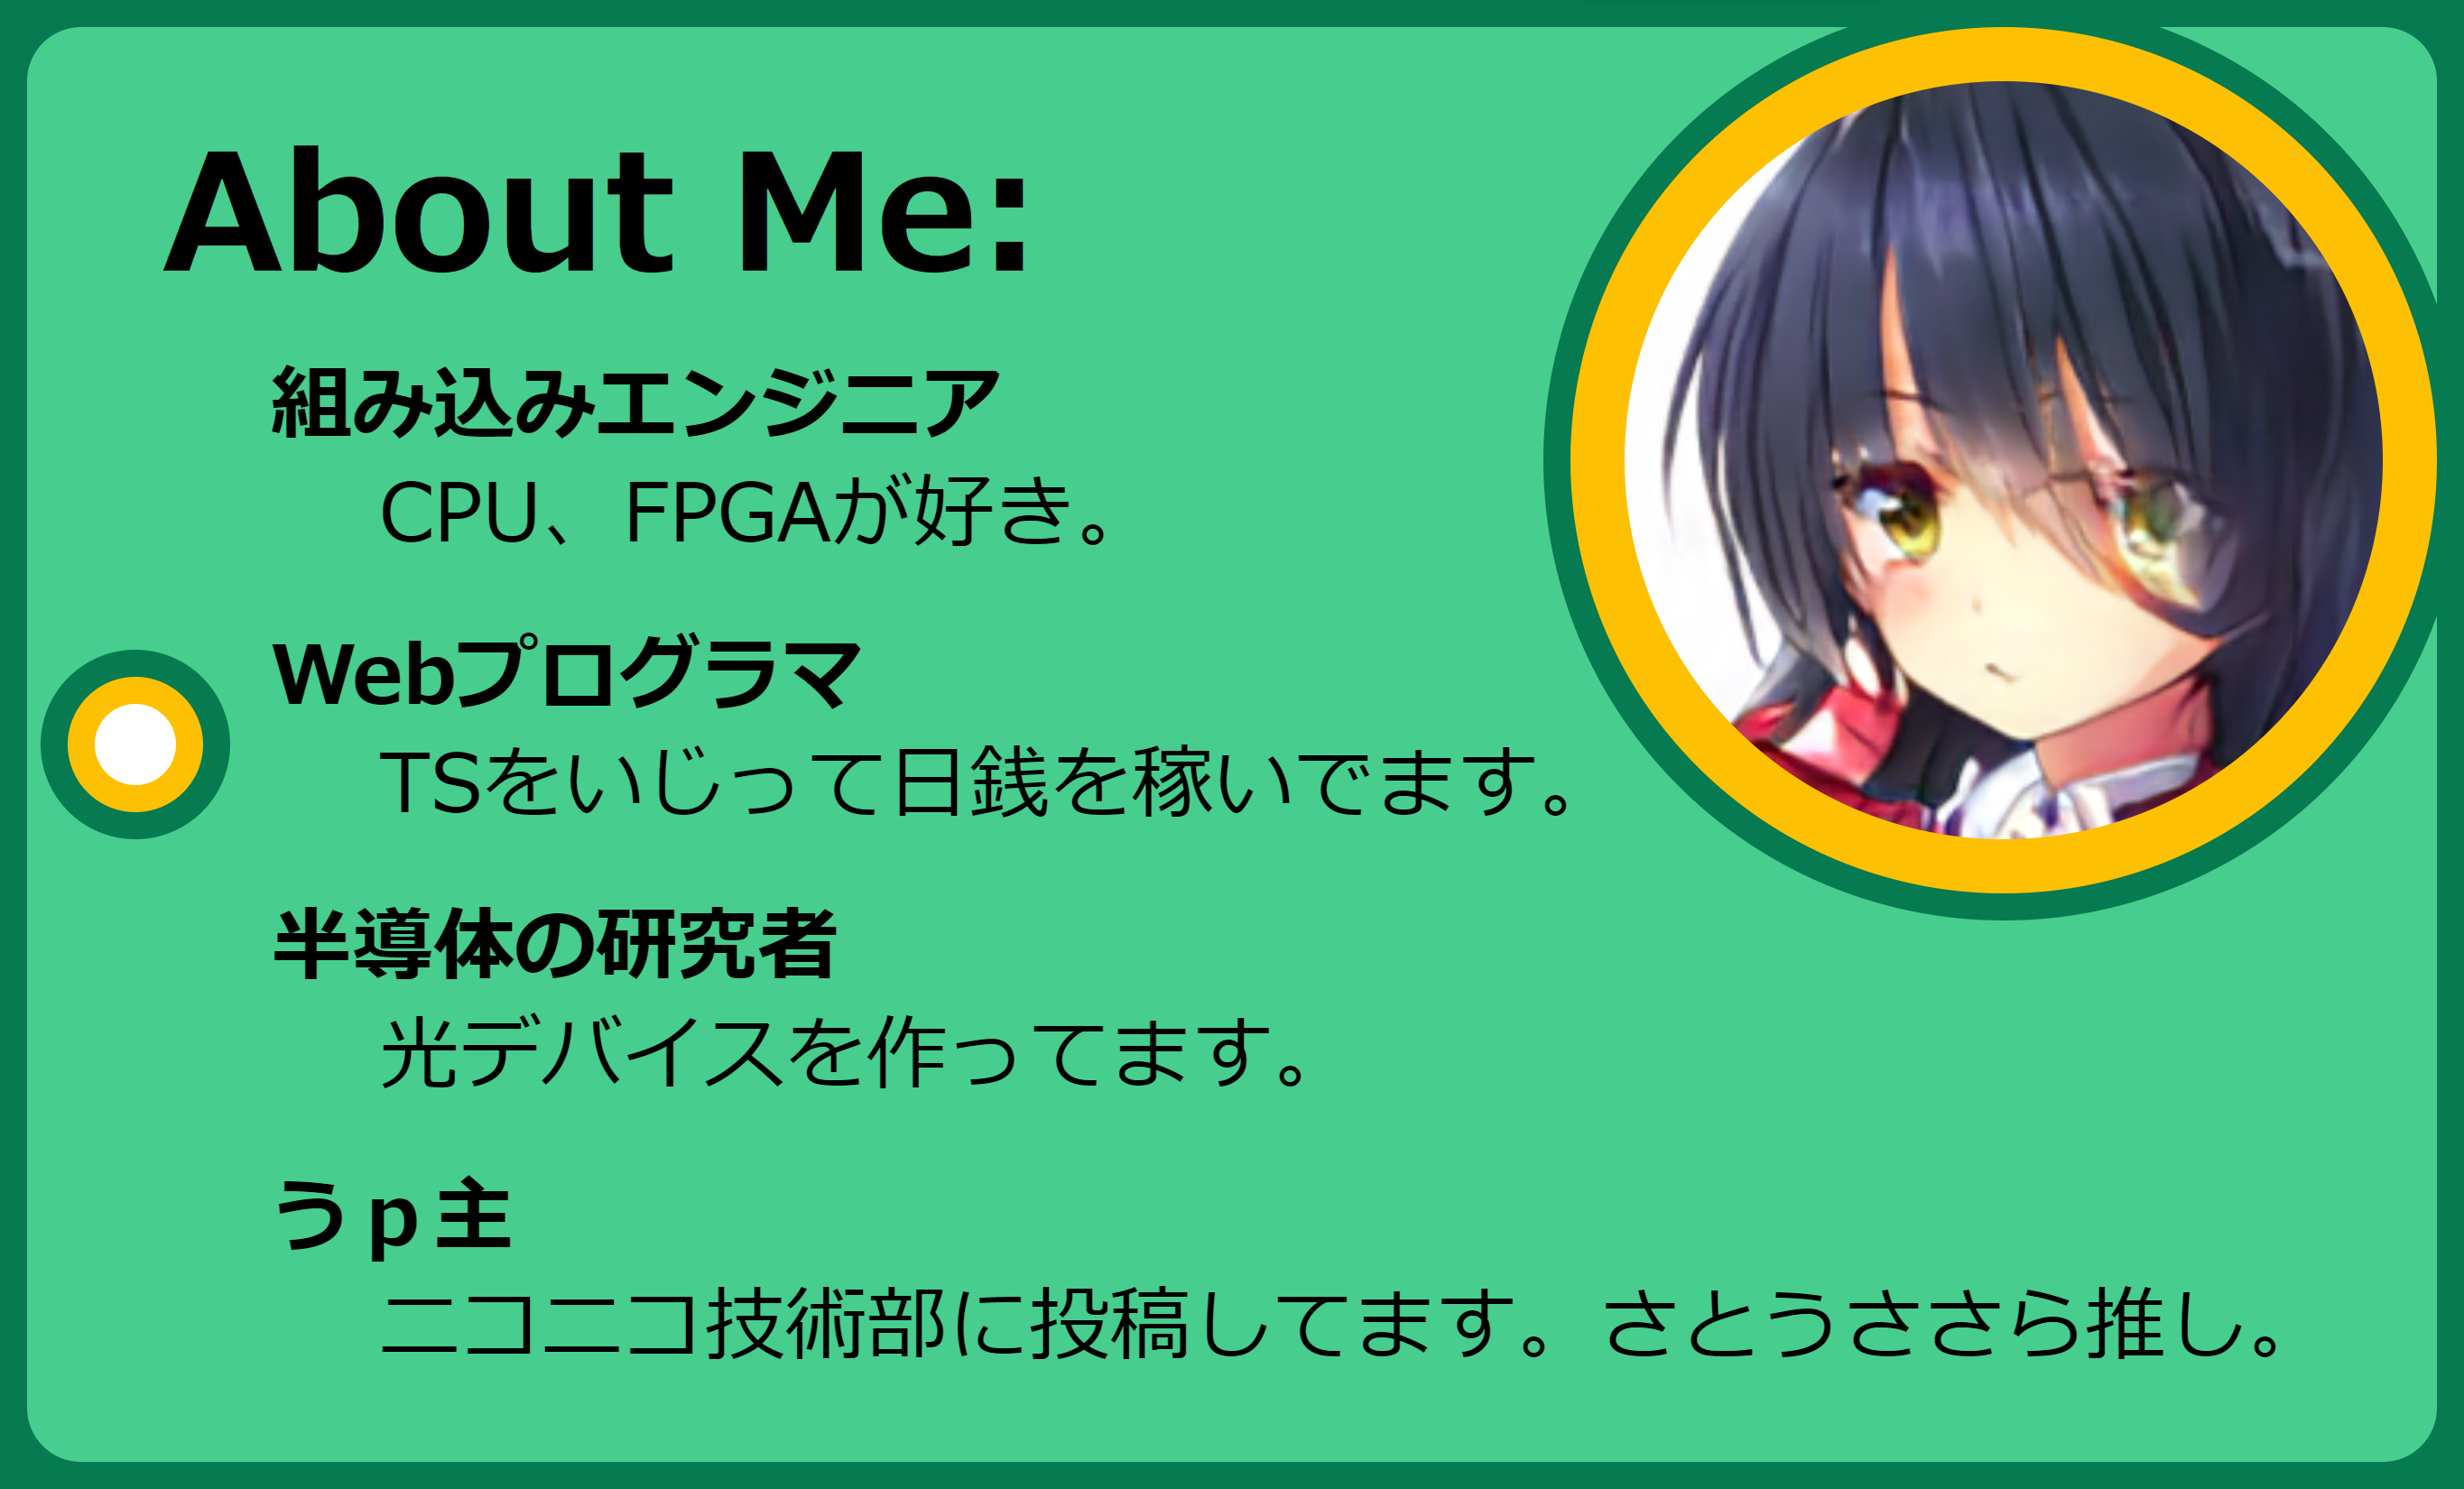 About Me:
組み込みエンジニア
CPU、FPGAが好き。
Webプログラマ
TSをいじって日銭を稼いでます。
半導体の研究者
光デバイスを作ってます。
うｐ主
ニコニコ技術部に投稿してます。さとうささら推し。